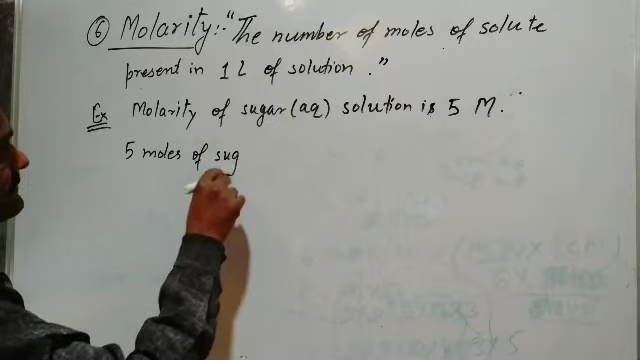 ⑥ Molarity:- "The number of moles of solute
present in 1 L of solution."
Ex Molarity of sugar(aq) solution is 5 M.
5 moles of sug